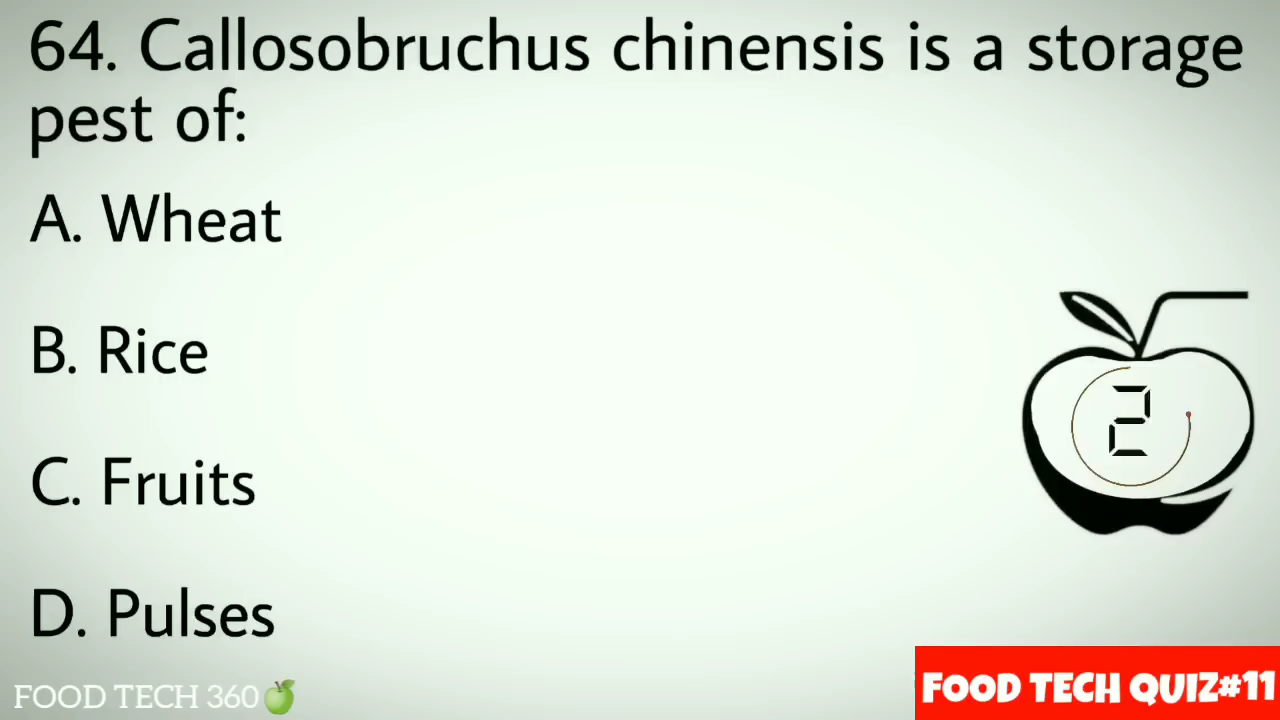 64. Callosobruchus chinensis is a storage
pest of:
A. Wheat
B. Rice
C. Fruits
D. Pulses
2
FOOD TECH 360
FOOD TECH QUIZ#11